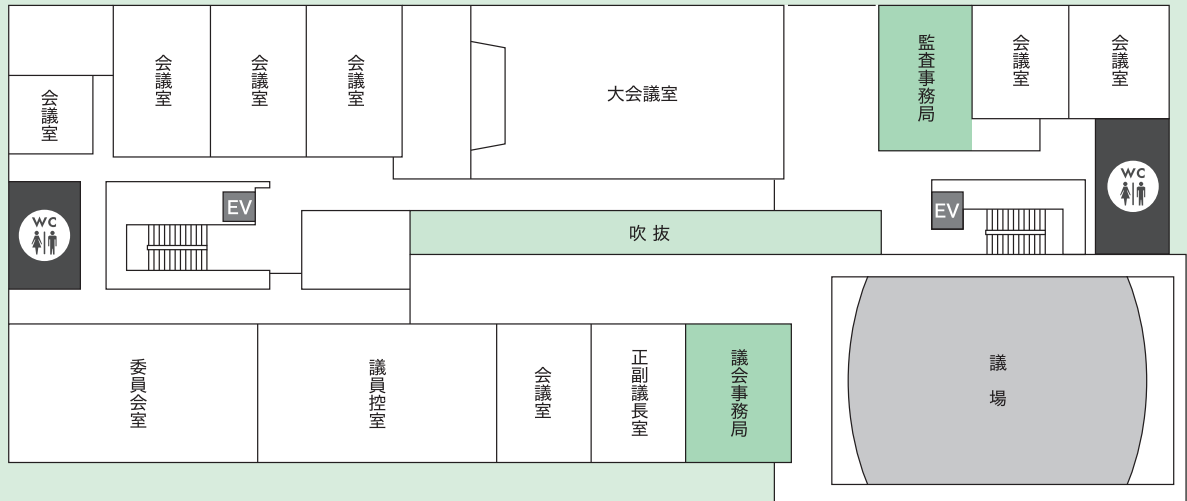 会議室
会議室
会議室
会議室
大会議室
監査事務局
会議室
会議室
WC
EV
吹抜
EV
WC
委員会室
議員控室
会議室
正副議長室
議会事務局
議場